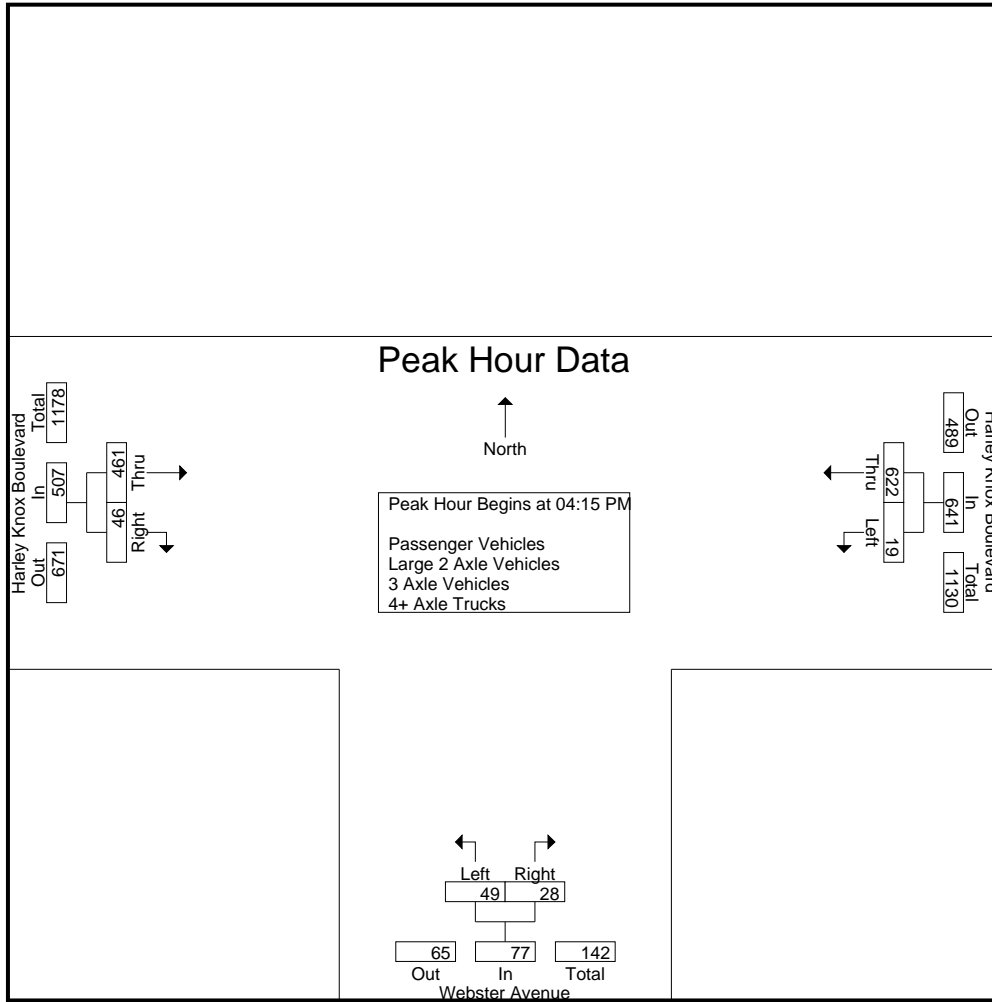 Peak Hour Data
North
Peak Hour Begins at 04:15 PM
Passenger Vehicles
Large 2 Axle Vehicles
3 Axle Vehicles
4+ Axle Trucks
Harley Knox Boulevard
Total
1178
In
507
Out
671
461
46
Thru
Right
Harley Knox Boulevard
Out
489
In
641
Total
1130
622
19
Thru
Left
Left Right
49 28
65 77 142
Out In Total
Webster Avenue